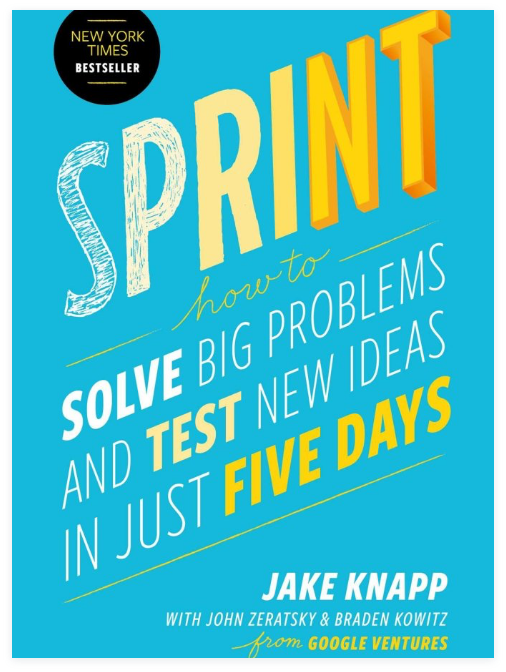 NEW YORK
TIMES
BESTSELLER
SPRINT
how to
SOLVE BIG PROBLEMS
AND TEST NEW IDEAS
IN JUST FIVE DAYS
JAKE KNAPP
WITH JOHN ZERATSKY & BRADEN KOWITZ
from GOOGLE VENTURES